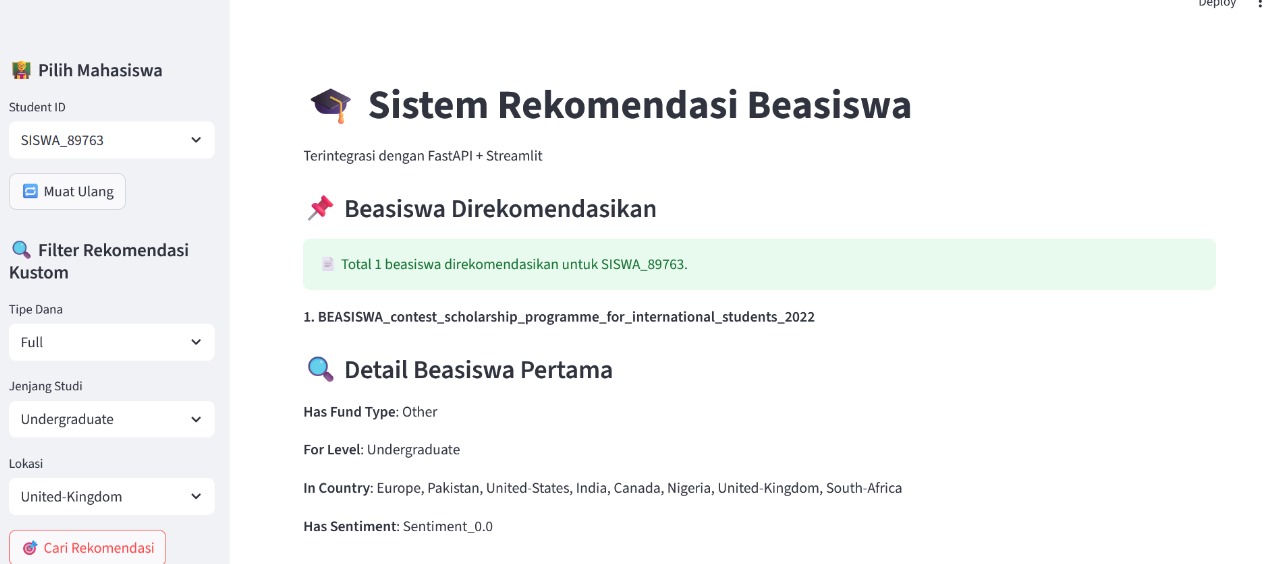 Deploy
Pilih Mahasiswa
Student ID
SISWA_89763
Muat Ulang
Filter Rekomendasi
Kustom
Tipe Dana
Full
Jenjang Studi
Undergraduate
Lokasi
United-Kingdom
Cari Rekomendasi
Sistem Rekomendasi Beasiswa
Terintegrasi dengan FastAPI + Streamlit
Beasiswa Direkomendasikan
Total 1 beasiswa direkomendasikan untuk SISWA_89763.
1. BEASISWA_contest_scholarship_programme_for_international_students_2022
Detail Beasiswa Pertama
Has Fund Type: Other
For Level: Undergraduate
In Country: Europe, Pakistan, United-States, India, Canada, Nigeria, United-Kingdom, South-Africa
Has Sentiment: Sentiment_0.0